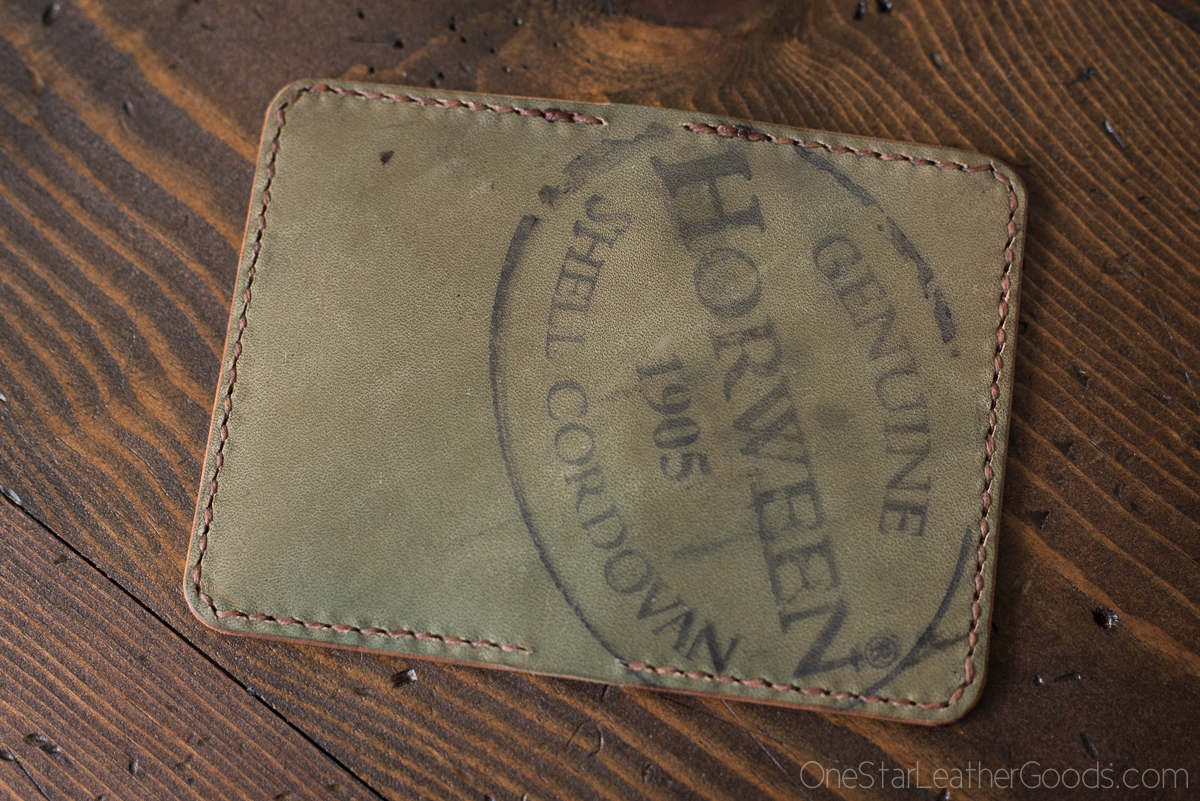 GENUINE
HORWEEN®
1905
SHELL CORDOVAN
OneStarLeatherGoods.com